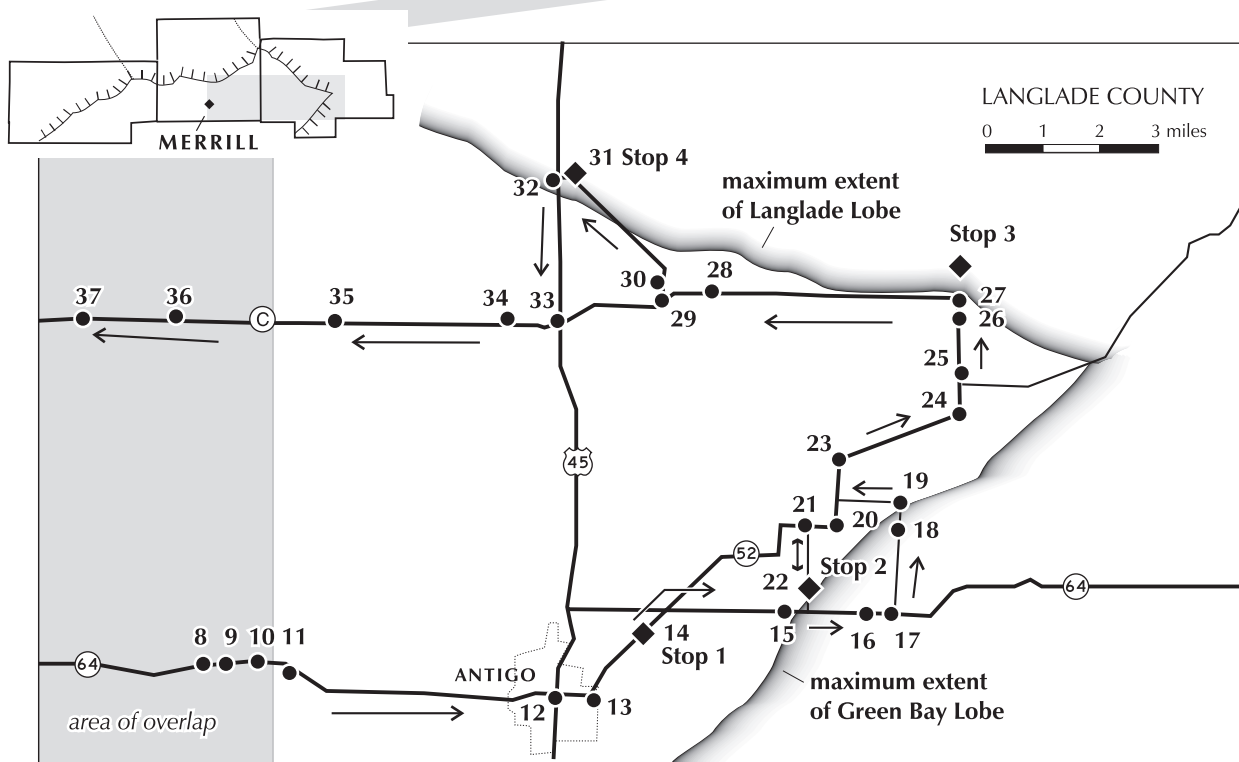 MERRILL
LANGLADE COUNTY
0 1 2 3 miles
31 Stop 4
32
maximum extent
of Langlade Lobe
Stop 3
30
28
27
37
36
C
35
34
33
29
26
25
24
23
45
19
21
20
18
52
22
Stop 2
64
15
16
17
14
Stop 1
8
9
10
11
64
ANTIGO
12
13
maximum extent
of Green Bay Lobe
area of overlap